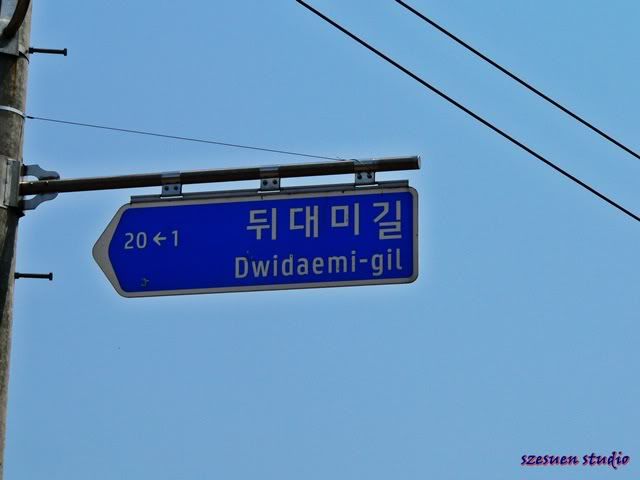 뒤대미길
20←1
Dwidaemi-gil
szesuen studio